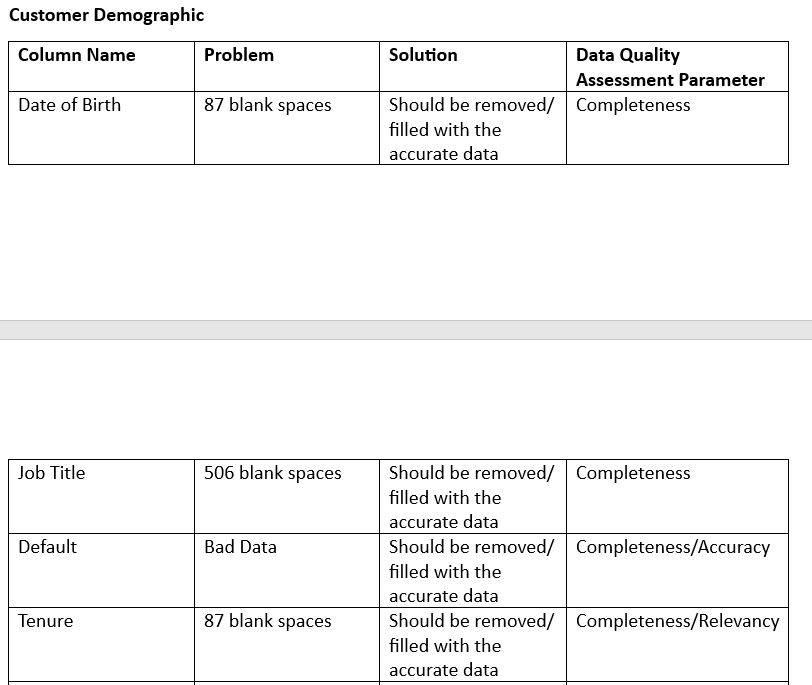 Customer Demographic
Column Name
Problem
Solution
Data Quality
Assessment Parameter
Date of Birth
87 blank spaces
Should be removed/
filled with the
accurate data
Completeness
Job Title
506 blank spaces
Should be removed/
filled with the
accurate data
Completeness
Default
Bad Data
Should be removed/
filled with the
accurate data
Completeness/Accuracy
Tenure
87 blank spaces
Should be removed/
filled with the
accurate data
Completeness/Relevancy